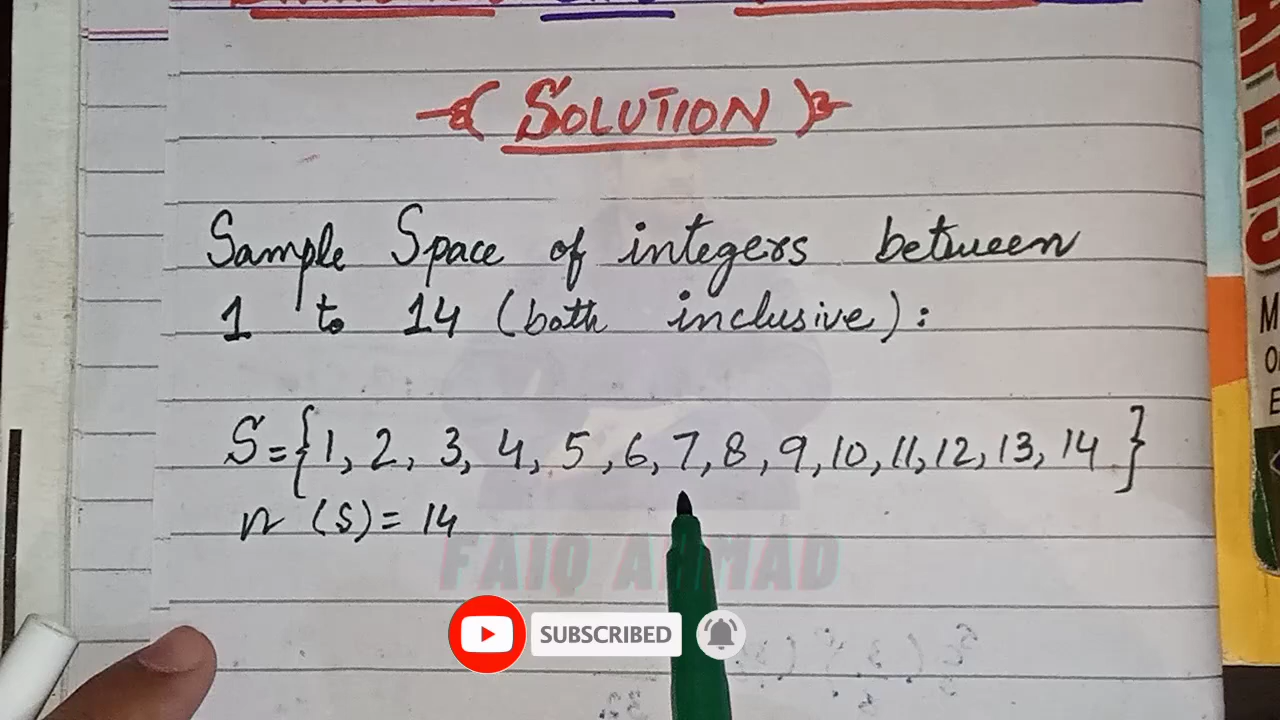 SOLUTION
Sample Space of integers between
1 to 14 (both inclusive):
S={1, 2, 3, 4, 5, 6, 7, 8, 9, 10, 11, 12, 13, 14}
n (S) = 14
FAIQ AHMAD
SUBSCRIBED